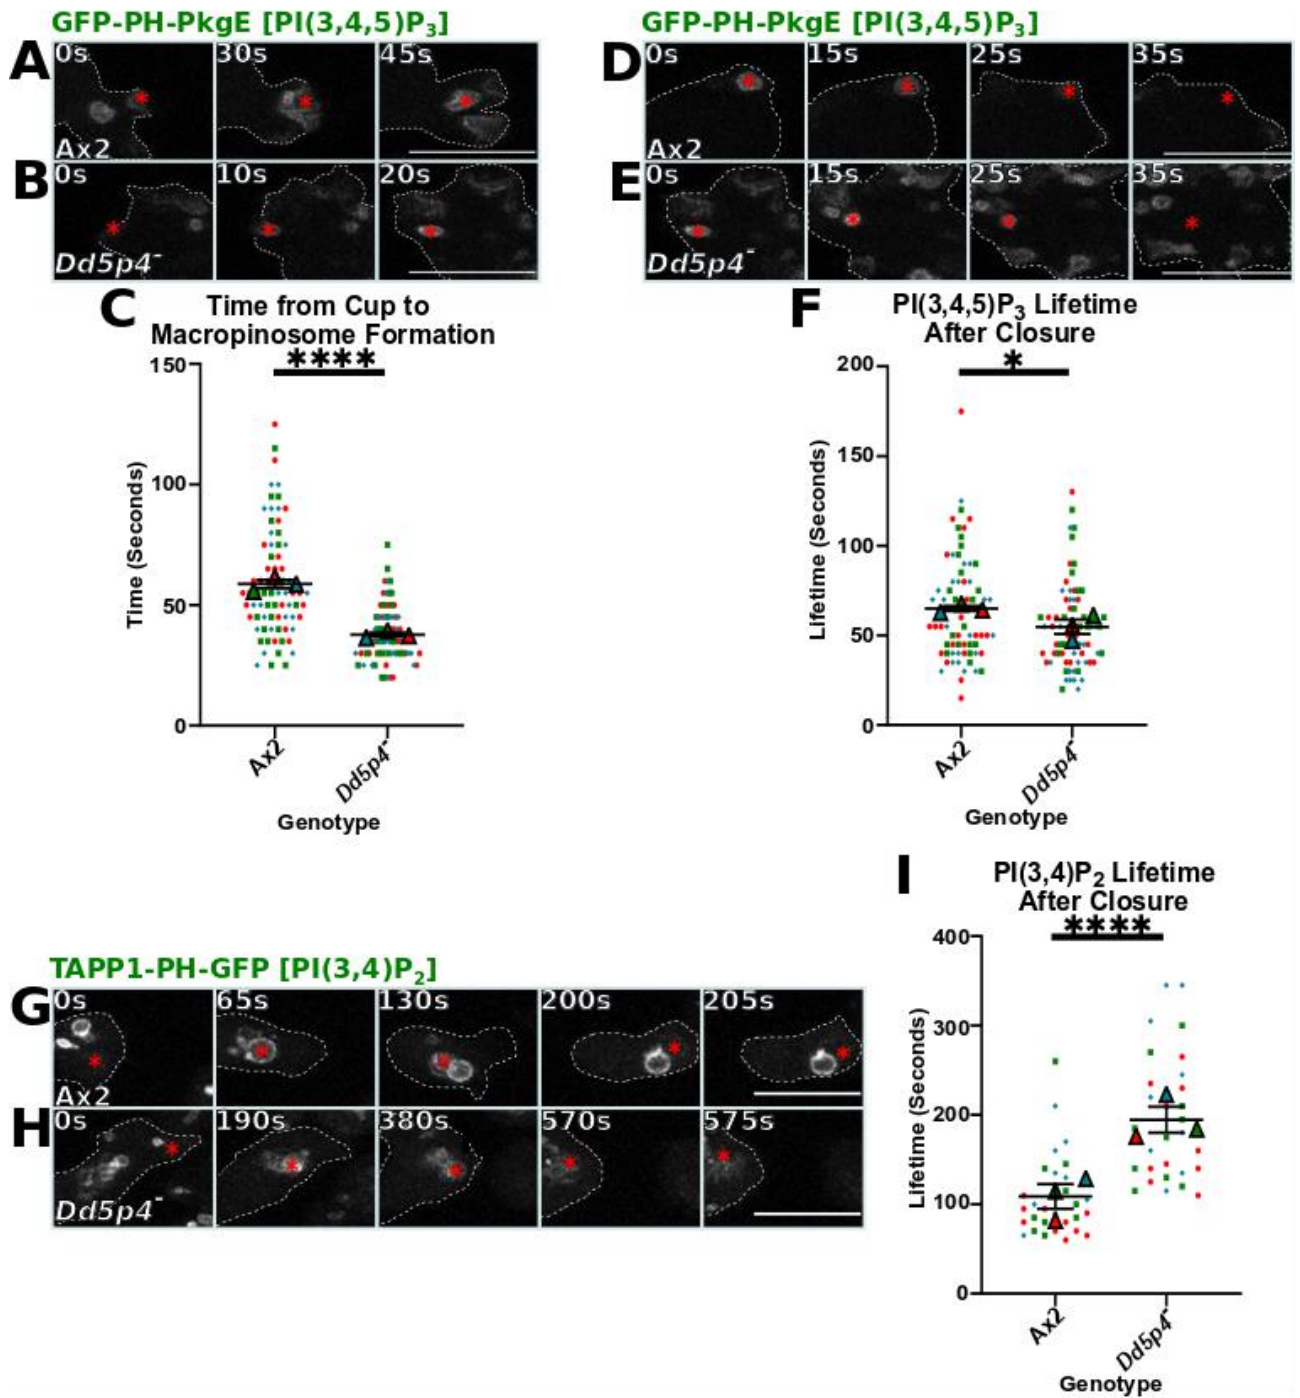 GFP-PH-PkgE [PI(3,4,5)P3]
A
0s
30s
45s
Ax2
B
0s
10s
20s
Dd5p4-
GFP-PH-PkgE [PI(3,4,5)P3]
D
0s
15s
25s
35s
Ax2
E
0s
15s
25s
35s
Dd5p4-
C
Time from Cup to
Macropinosome Formation
****
150
100
50
0
Time (Seconds)
Ax2
Dd5p4-
Genotype
F
PI(3,4,5)P3 Lifetime
After Closure
*
200
150
100
50
0
Lifetime (Seconds)
Ax2
Dd5p4-
Genotype
TAPP1-PH-GFP [PI(3,4)P2]
G
0s
65s
130s
200s
205s
Ax2
H
0s
190s
380s
570s
575s
Dd5p4-
I
PI(3,4)P2 Lifetime
After Closure
****
400
300
200
100
0
Lifetime (Seconds)
Ax2
Dd5p4-
Genotype